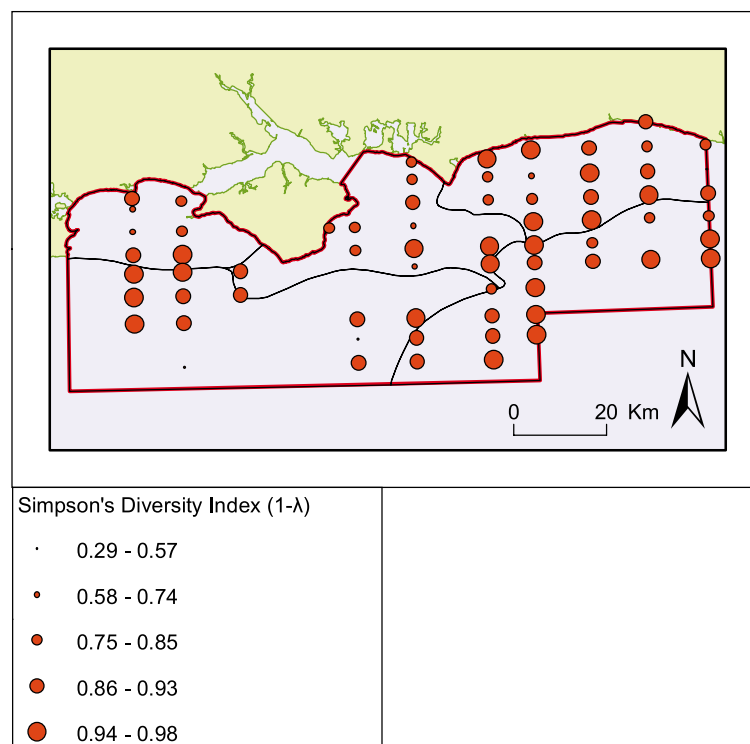 N
0 20 Km
Simpson's Diversity Index (1-λ)
0.29 - 0.57
0.58 - 0.74
0.75 - 0.85
0.86 - 0.93
0.94 - 0.98